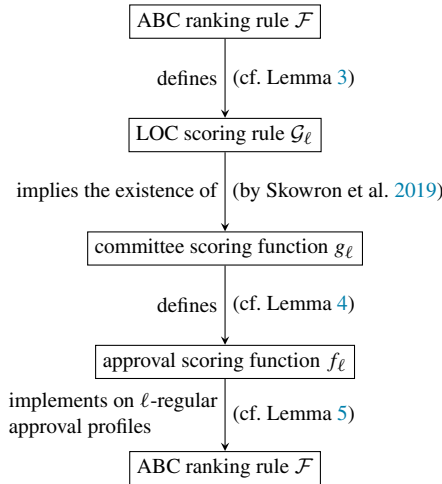 ABC ranking rule ℱ
defines (cf. Lemma 3)
LOC scoring rule 𝒢ℓ
implies the existence of (by Skowron et al. 2019)
committee scoring function gℓ
defines (cf. Lemma 4)
approval scoring function fℓ
implements on ℓ-regular
approval profiles
(cf. Lemma 5)
ABC ranking rule ℱ